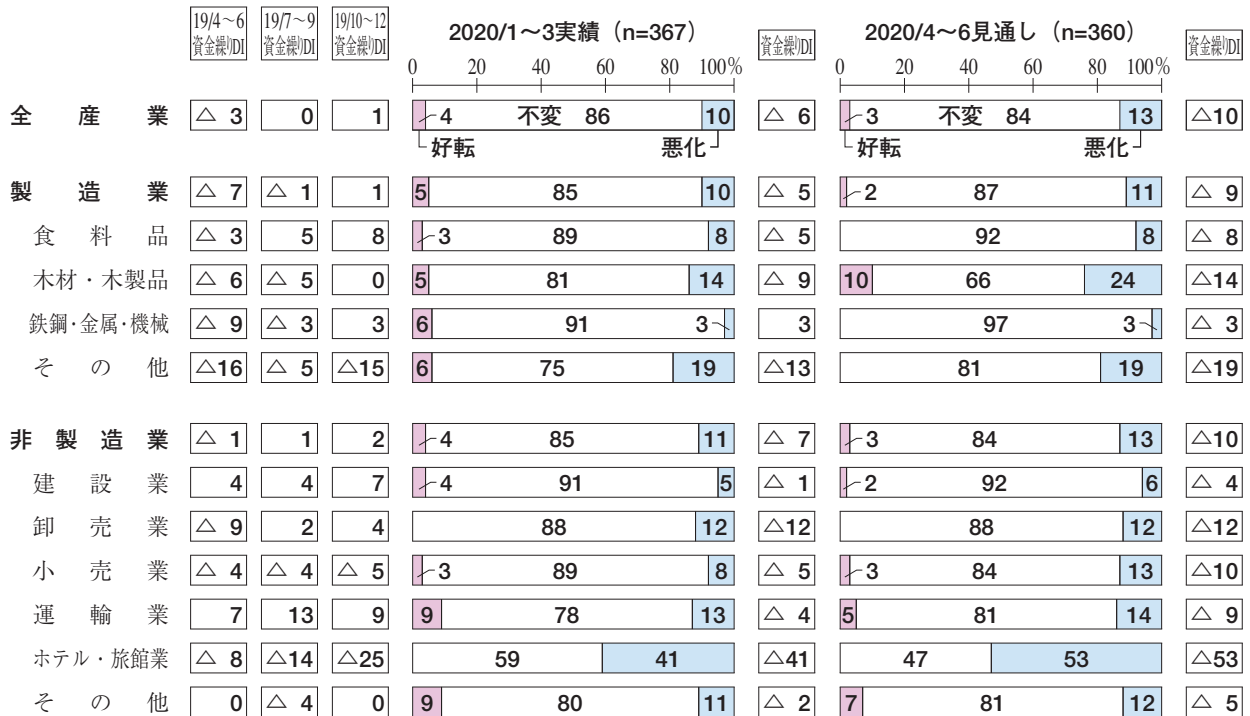 19/4～6 資金繰りDI 19/7～9 資金繰りDI 19/10～12 資金繰りDI 2020/1～3実績（n=367） 資金繰りDI 2020/4～6見通し（n=360） 資金繰りDI
0 20 40 60 80 100% 0 20 40 60 80 100%
全産業 △3 0 1 4 不変 86 10 △6 3 不変 84 13 △10
好転 悪化 好転 悪化
製造業 △7 △1 1 5 85 10 △5 2 87 11 △9
食料品 △3 5 8 3 89 8 △5 92 8 △8
木材・木製品 △6 △5 0 5 81 14 △9 10 66 24 △14
鉄鋼・金属・機械 △9 △3 3 6 91 3 3 97 3 △3
その他 △16 △5 △15 6 75 19 △13 81 19 △19
非製造業 △1 1 2 4 85 11 △7 3 84 13 △10
建設業 4 4 7 4 91 5 △1 2 92 6 △4
卸売業 △9 2 4 88 12 △12 88 12 △12
小売業 △4 △4 △5 3 89 8 △5 3 84 13 △10
運輸業 7 13 9 9 78 13 △4 5 81 14 △9
ホテル・旅館業 △8 △14 △25 59 41 △41 47 53 △53
その他 0 △4 0 9 80 11 △2 7 81 12 △5